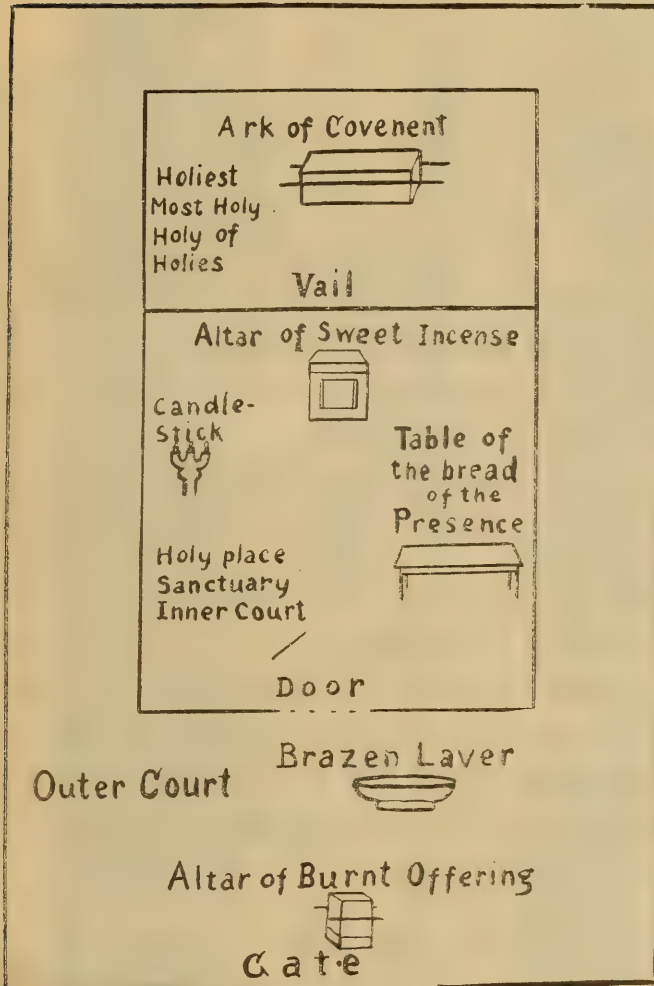 Ark of Covenent
Holiest
Most Holy
Holy of
Holies
Vail
Altar of Sweet Incense
Candle-
stick
Table of
the bread
of the
Presence
Holy place
Sanctuary
Inner Court
Door
Brazen Laver
Outer Court
Altar of Burnt Offering
Gate